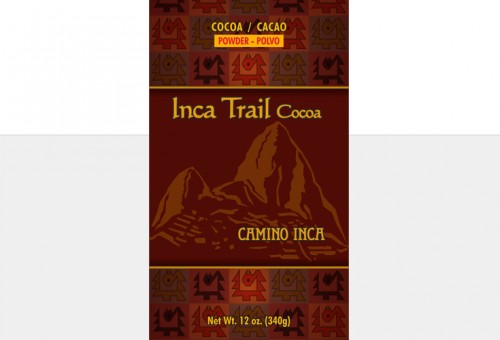 COCOA / CACAO
POWDER - POLVO
Inca Trail Cocoa
CAMINO INCA
Net Wt. 12 oz. (340g)